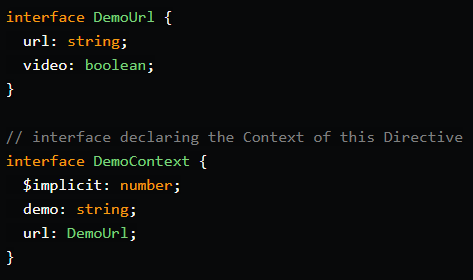 interface DemoUrl {
  url: string;
  video: boolean;
}

// interface declaring the Context of this Directive
interface DemoContext {
  $implicit: number;
  demo: string;
  url: DemoUrl;
}